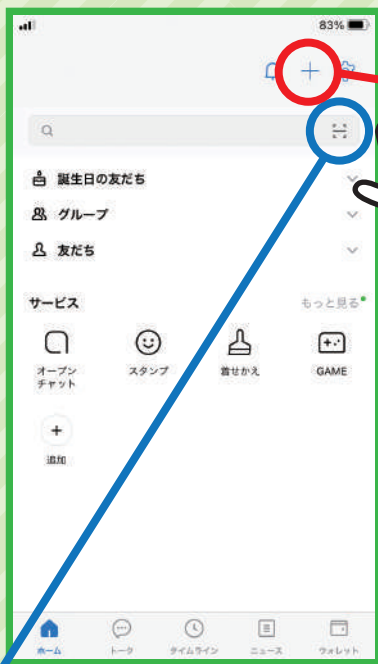 83%
誕生日の友だち
グループ
友だち
サービス
もっと見る
オープン
チャット
スタンプ
着せかえ
GAME
追加
ホーム
トーク
タイムライン
ニュース
ウォレット